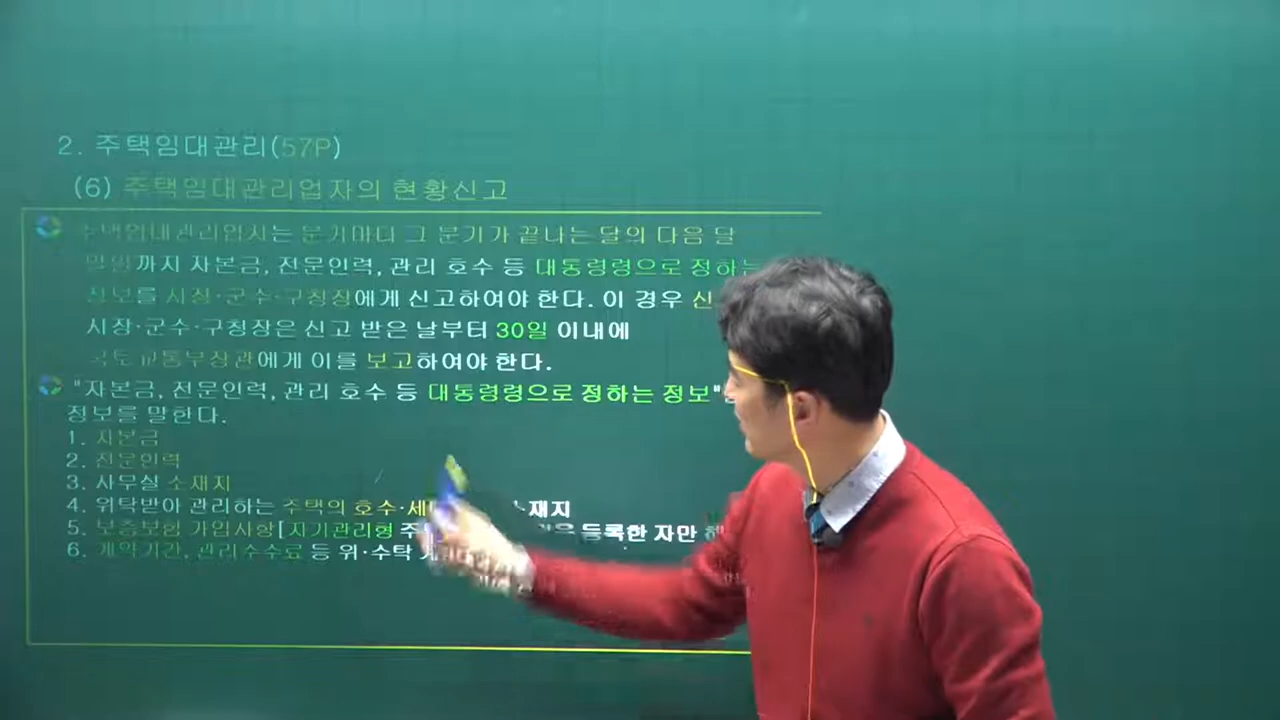 2. 주택임대관리(57P)
(6) 주택임대관리업자의 현황신고
주택임대관리업자는 분기마다 그 분기가 끝나는 달의 다음 달
말일까지 자본금, 전문인력, 관리 호수 등 대통령령으로 정하는
정보를 시장·군수·구청장에게 신고하여야 한다. 이 경우 신
시장·군수·구청장은 신고 받은 날부터 30일 이내에
국토교통부장관에게 이를 보고하여야 한다.
"자본금, 전문인력, 관리 호수 등 대통령령으로 정하는 정보"
정보를 말한다.
1. 자본금
2. 전문인력
3. 사무실 소재지
4. 위탁받아 관리하는 주택의 호수·세 소재지
5. 보증보험 가입사항[자기관리형 주 을 등록한 자만 해
6. 계약기간, 관리수수료 등 위·수탁